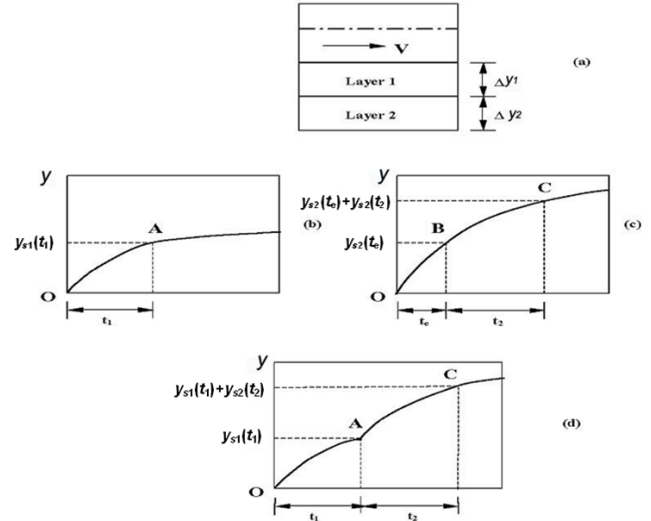 V
(a)
Layer 1
Δy1
Layer 2
Δ y2
y
A
ys1(t1)
(b)
O
t1
y
C
ys2(te)+ys2(t2)
B
ys2(te)
(c)
O
te
t2
y
C
ys1(t1)+ys2(t2)
A
ys1(t1)
(d)
O
t1
t2